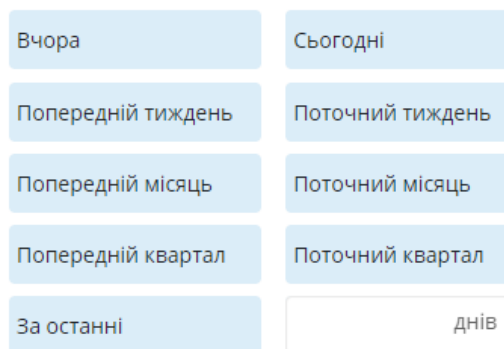 Вчора
Сьогодні
Попередній тиждень
Поточний тиждень
Попередній місяць
Поточний місяць
Попередній квартал
Поточний квартал
За останні
днів